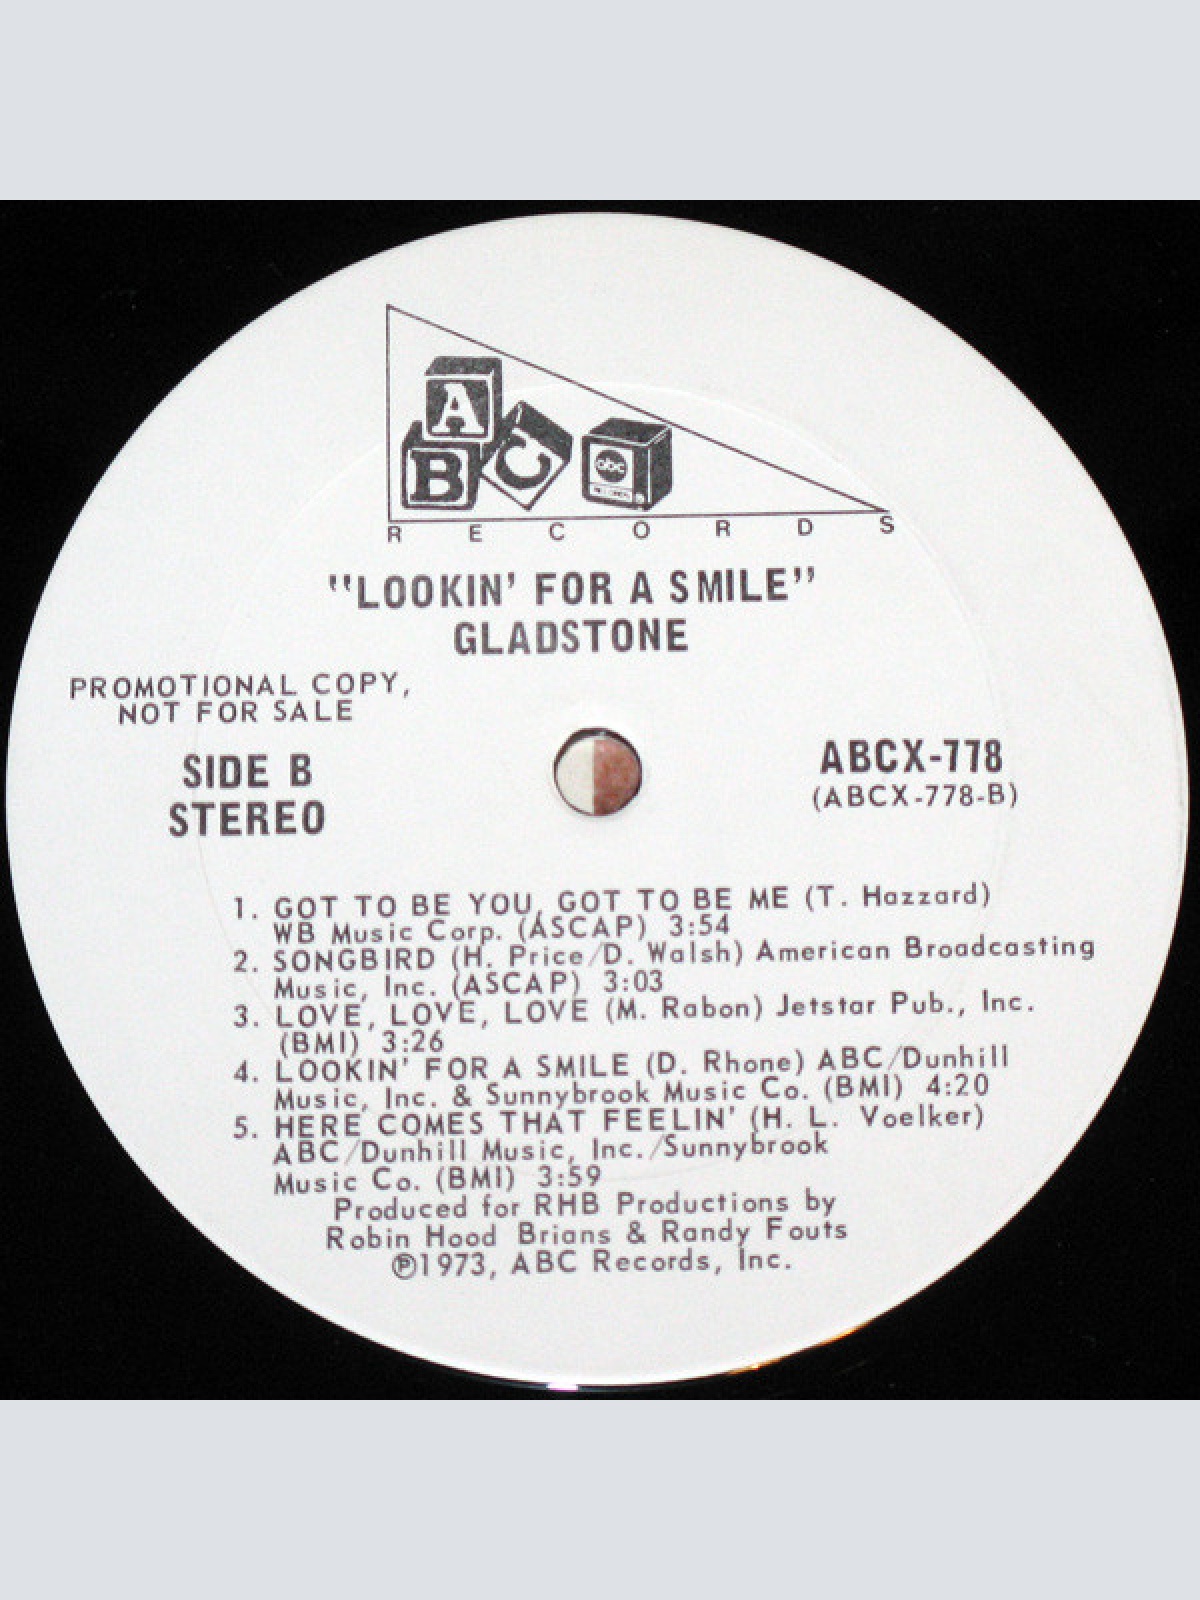 A
B
C
abc
RECORDS
"LOOKIN' FOR A SMILE"
GLADSTONE
PROMOTIONAL COPY,
NOT FOR SALE
SIDE B
STEREO
ABCX-778
(ABCX-778-B)
1. GOT TO BE YOU, GOT TO BE ME (T. Hazzard)
WB Music Corp. (ASCAP) 3:54
2. SONGBIRD (H. Price/D. Walsh) American Broadcasting
Music, Inc. (ASCAP) 3:03
3. LOVE, LOVE, LOVE (M. Rabon) Jetstar Pub., Inc.
(BMI) 3:26
4. LOOKIN' FOR A SMILE (D. Rhone) ABC/Dunhill
Music, Inc. & Sunnybrook Music Co. (BMI) 4:20
5. HERE COMES THAT FEELIN' (H. L. Voelker)
ABC/Dunhill Music, Inc./Sunnybrook
Music Co. (BMI) 3:59
Produced for RHB Productions by
Robin Hood Brians & Randy Fouts
℗1973, ABC Records, Inc.